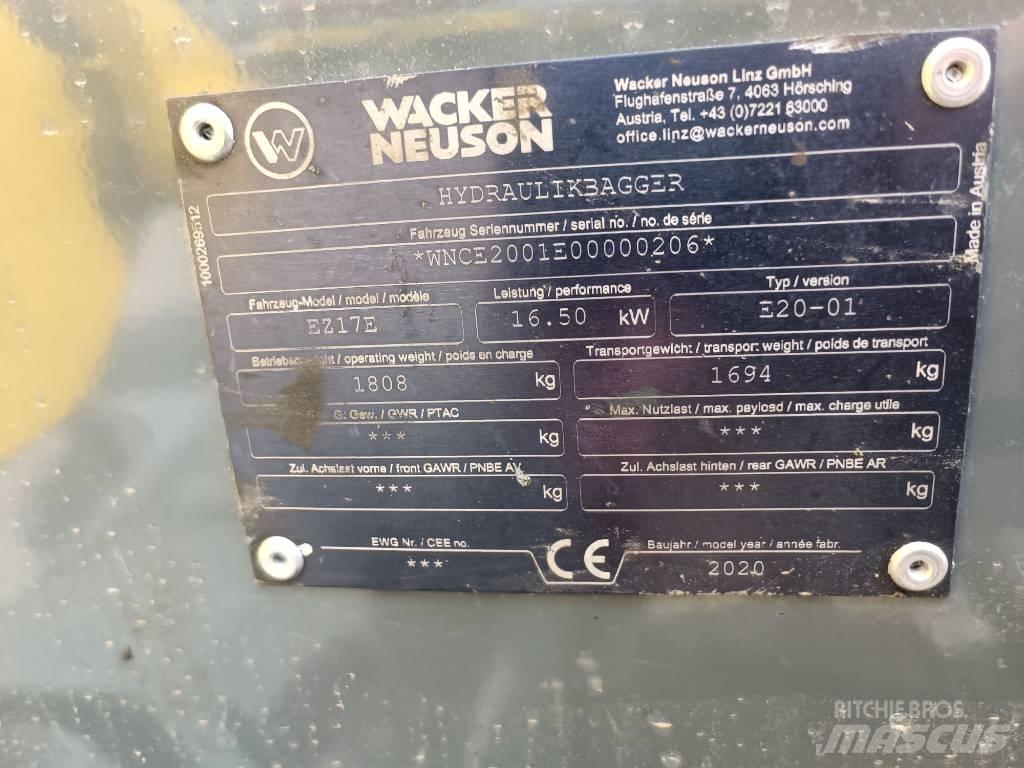 W
WACKER
NEUSON
Wacker Neuson Linz GmbH
Flughafenstraße 7, 4063 Hörsching
Austria, Tel. +43 (0)7221 63000
office.linz@wackerneuson.com
HYDRAULIKBAGGER
Fahrzeug Seriennummer / serial no. / no. de série
*WNCE2001E00000206*
Fahrzeug-Model / model / modèle
EZ17E
Leistung / performance
16.50 kW
Typ / version
E20-01
operating weight / poids en charge
1808 kg
Transportgewicht / transport weight / poids de transport
1694 kg
G. Gew. / GWR / PTAC
*** kg
Max. Nutzlast / max. payload / max. charge utile
*** kg
Zul. Achslast vorne / front GAWR / PNBE AV
*** kg
Zul. Achslast hinten / rear GAWR / PNBE AR
*** kg
EWG Nr. / CEE no.
***
CE
Baujahr / model year / année fabr.
2020
1000269512
Made in Austria
RITCHIE BROS.
MASCUS